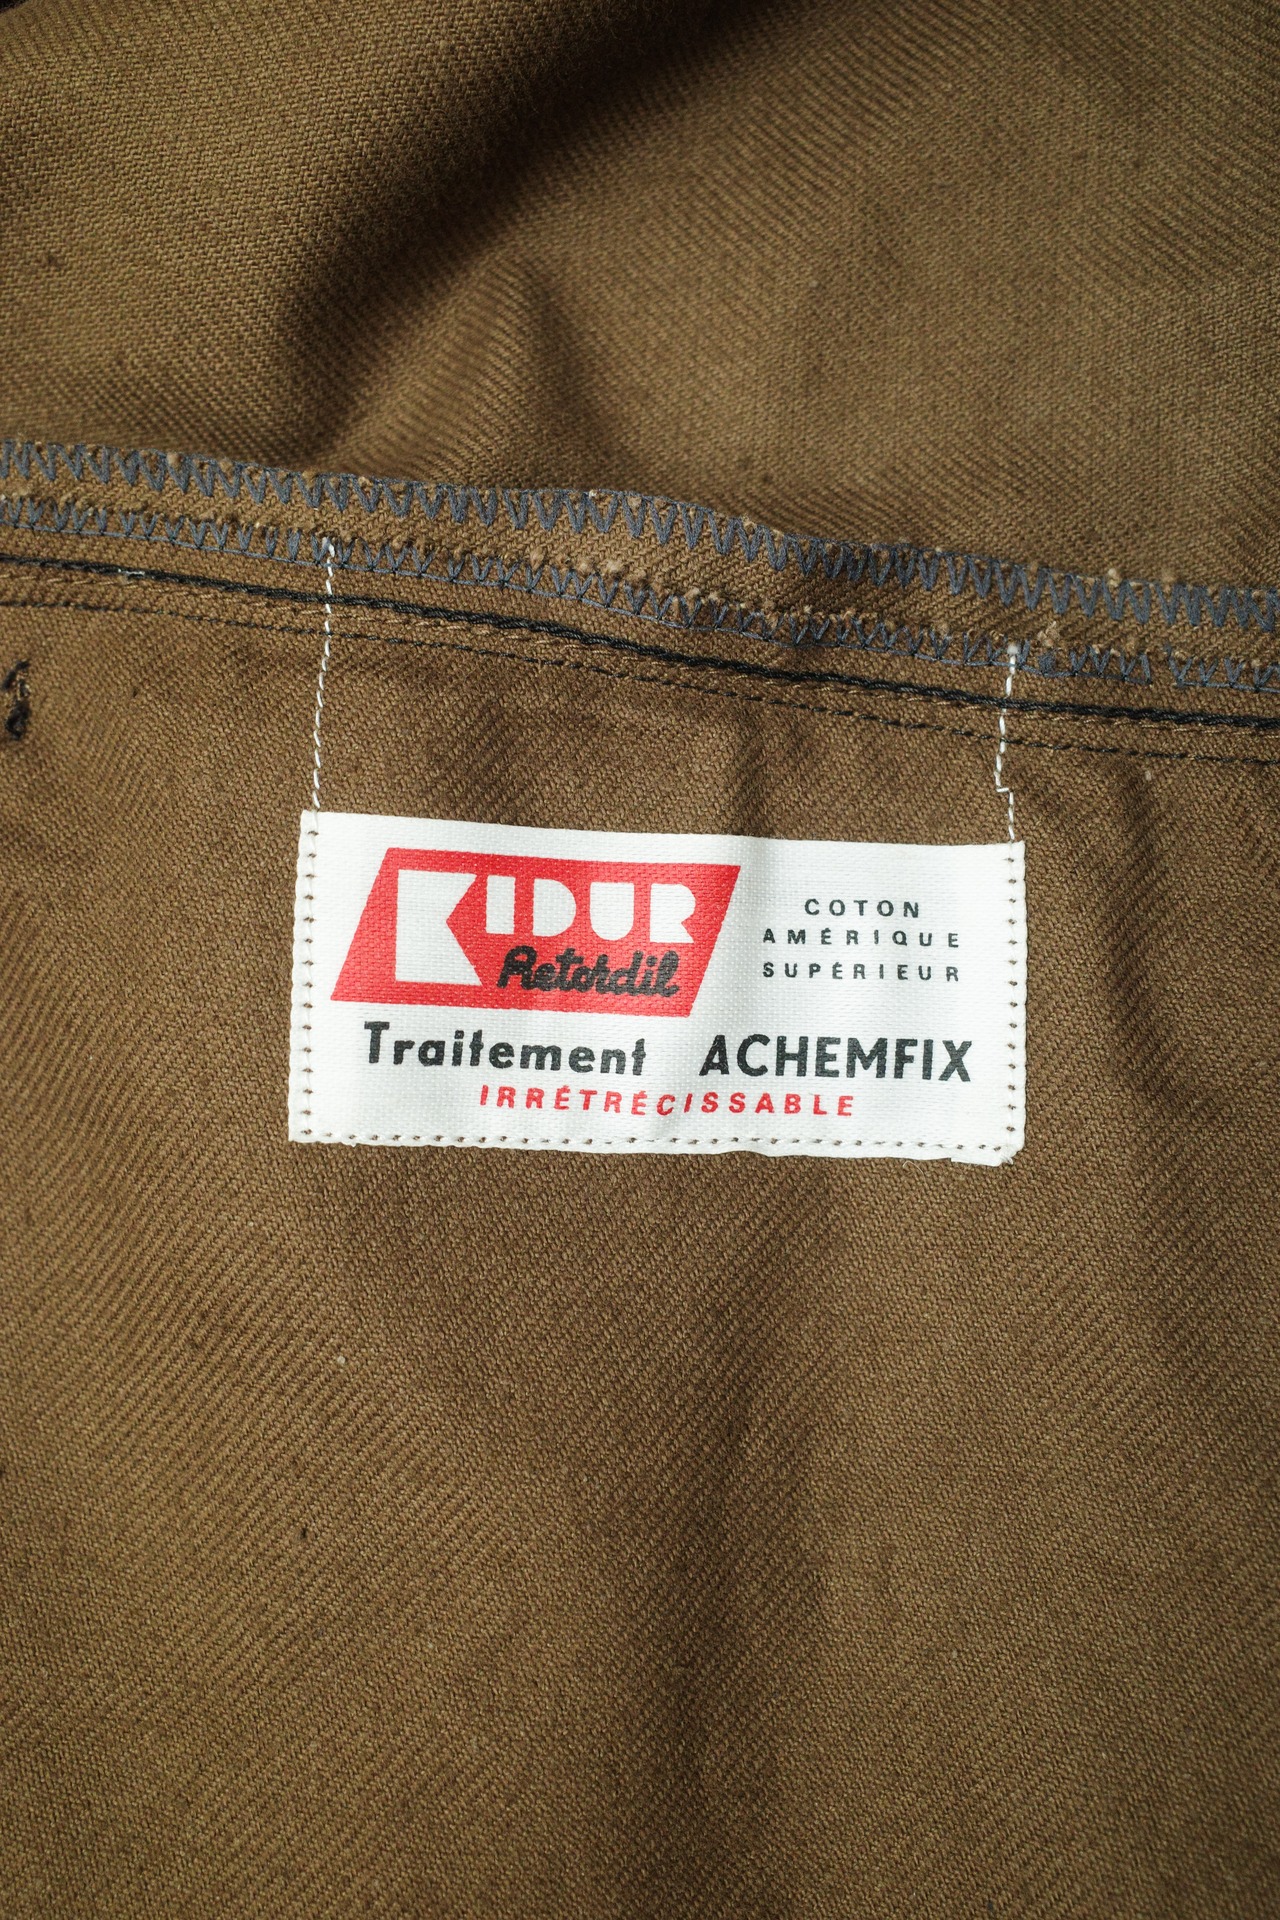 KIDUR
Retordil
COTON
AMÉRIQUE
SUPÉRIEUR
Traitement ACHEMFIX
IRRÉTRÉCISSABLE